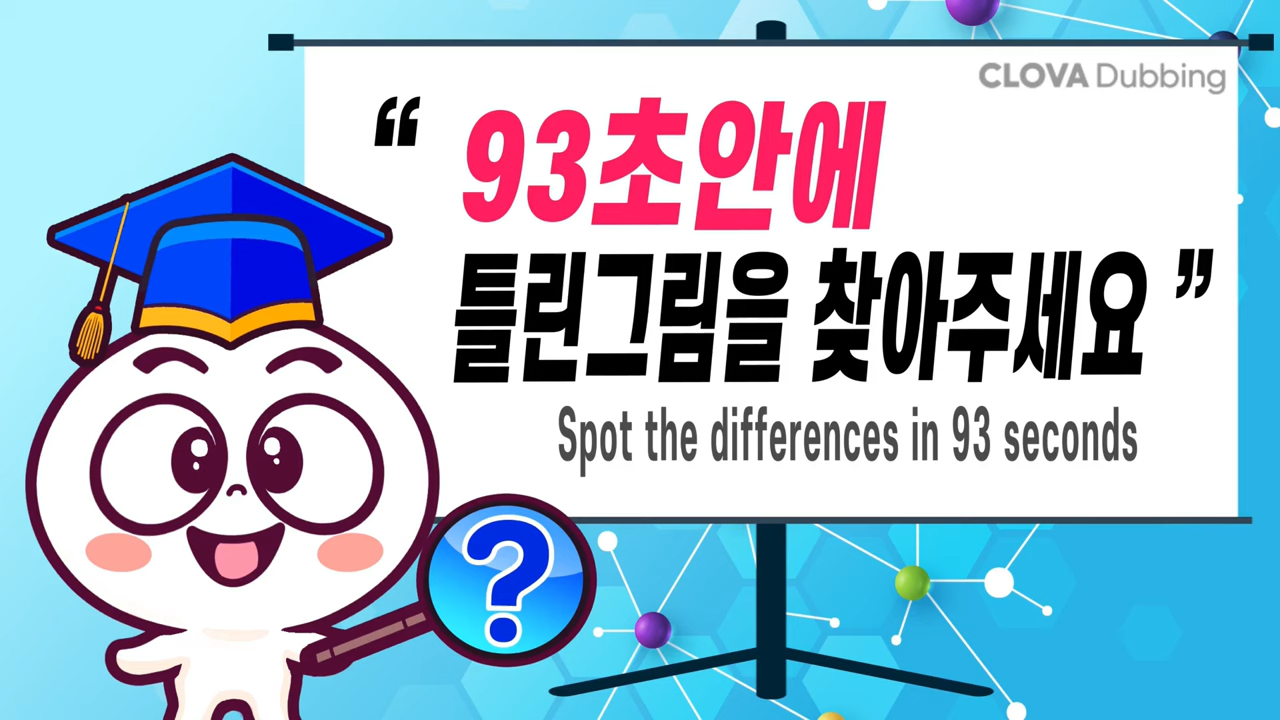 CLOVA Dubbing
“ 93초안에
틀린그림을 찾아주세요 ”
Spot the differences in 93 seconds
?